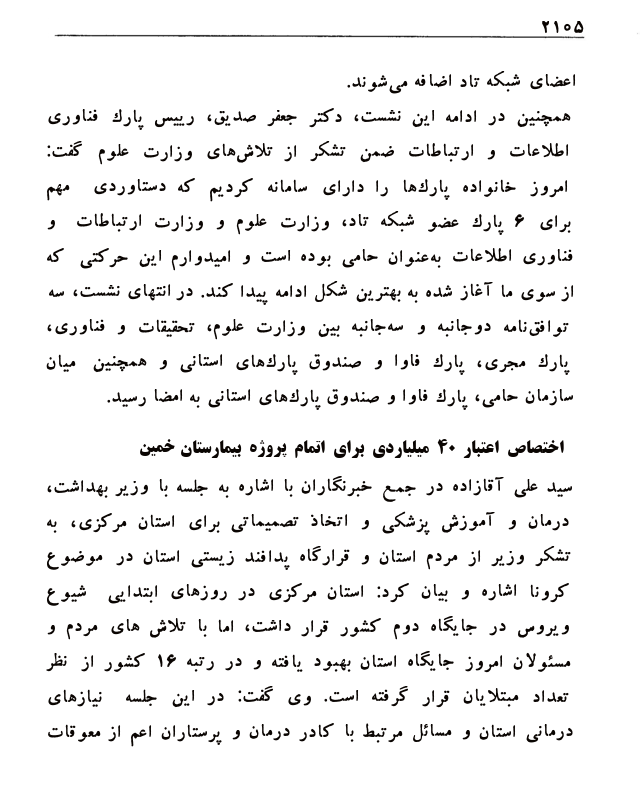 ۲۱۰۵
اعضای شبکه تاد اضافه می‌شوند.
همچنین در ادامه این نشست، دکتر جعفر صدیق، رییس پارك فناوری
اطلاعات و ارتباطات ضمن تشکر از تلاش‌های وزارت علوم گفت:
امروز خانواده پارك‌ها را دارای سامانه کردیم که دستاوردی مهم
برای ۶ پارك عضو شبکه تاد، وزارت علوم و وزارت ارتباطات و
فناوری اطلاعات به‌عنوان حامی بوده است و امیدوارم این حرکتی که
از سوی ما آغاز شده به بهترین شکل ادامه پیدا کند. در انتهای نشست، سه
توافق‌نامه دوجانبه و سه‌جانبه بین وزارت علوم، تحقیقات و فناوری،
پارك مجری، پارك فاوا و صندوق پارك‌های استانی و همچنین میان
سازمان حامی، پارك فاوا و صندوق پارك‌های استانی به امضا رسید.
اختصاص اعتبار ۴۰ میلیاردی برای اتمام پروژه بیمارستان خمین
سید علی آقازاده در جمع خبرنگاران با اشاره به جلسه با وزیر بهداشت،
درمان و آموزش پزشکی و اتخاذ تصمیماتی برای استان مرکزی، به
تشکر وزیر از مردم استان و قرارگاه پدافند زیستی استان در موضوع
کرونا اشاره و بیان کرد: استان مرکزی در روزهای ابتدایی شیوع
ویروس در جایگاه دوم کشور قرار داشت، اما با تلاش های مردم و
مسئولان امروز جایگاه استان بهبود یافته و در رتبه ۱۶ کشور از نظر
تعداد مبتلایان قرار گرفته است. وی گفت: در این جلسه نیازهای
درمانی استان و مسائل مرتبط با کادر درمان و پرستاران اعم از معوقات